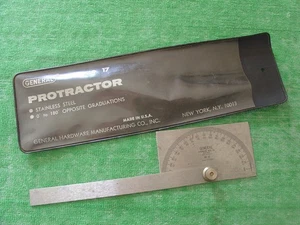 GENERAL
17
PROTRACTOR
• STAINLESS STEEL
• 0° to 180° OPPOSITE GRADUATIONS
MADE IN U.S.A.
GENERAL HARDWARE MANUFACTURING CO., INC.
NEW YORK, N.Y. 10013